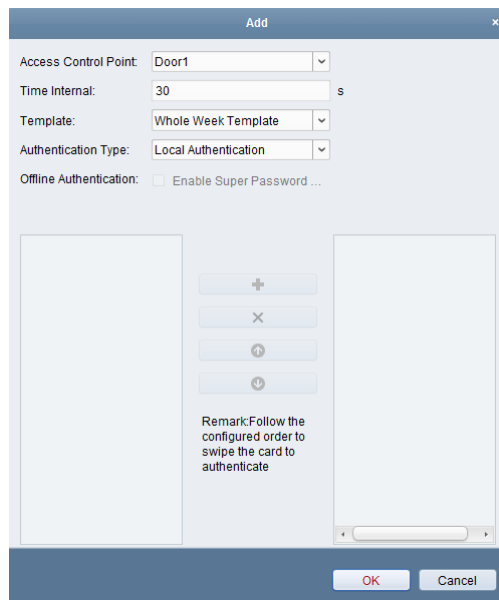 Add
Access Control Point: Door1
Time Internal: 30 s
Template: Whole Week Template
Authentication Type: Local Authentication
Offline Authentication: Enable Super Password ...
Remark:Follow the
configured order to
swipe the card to
authenticate
OK Cancel